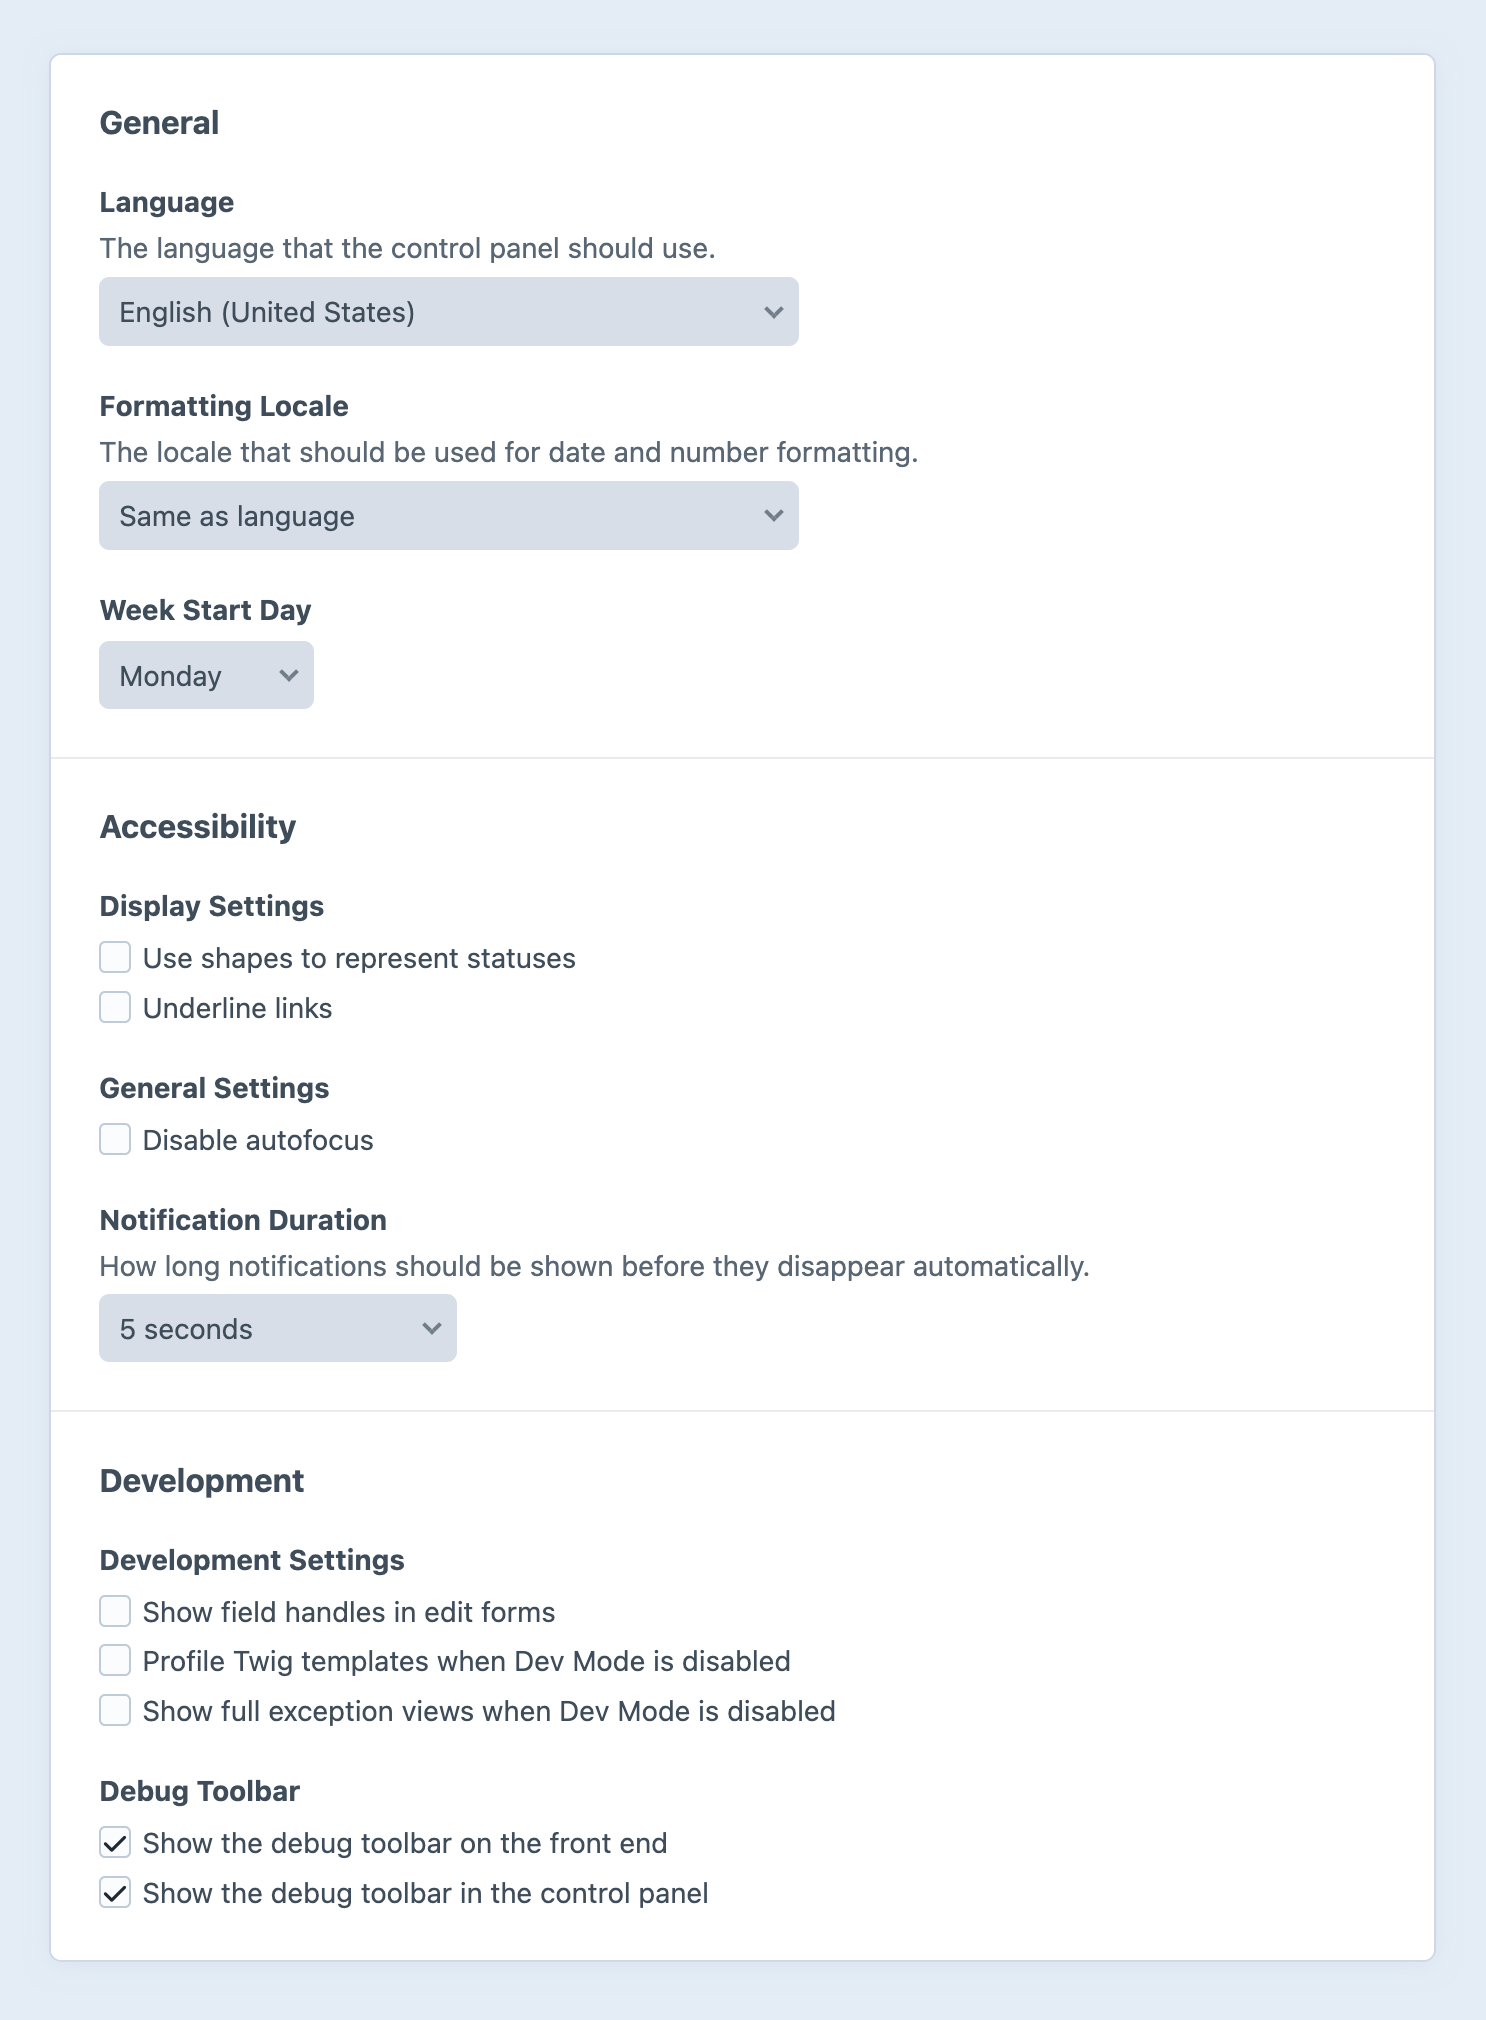 General
Language
The language that the control panel should use.
English (United States)
Formatting Locale
The locale that should be used for date and number formatting.
Same as language
Week Start Day
Monday
Accessibility
Display Settings
Use shapes to represent statuses
Underline links
General Settings
Disable autofocus
Notification Duration
How long notifications should be shown before they disappear automatically.
5 seconds
Development
Development Settings
Show field handles in edit forms
Profile Twig templates when Dev Mode is disabled
Show full exception views when Dev Mode is disabled
Debug Toolbar
Show the debug toolbar on the front end
Show the debug toolbar in the control panel